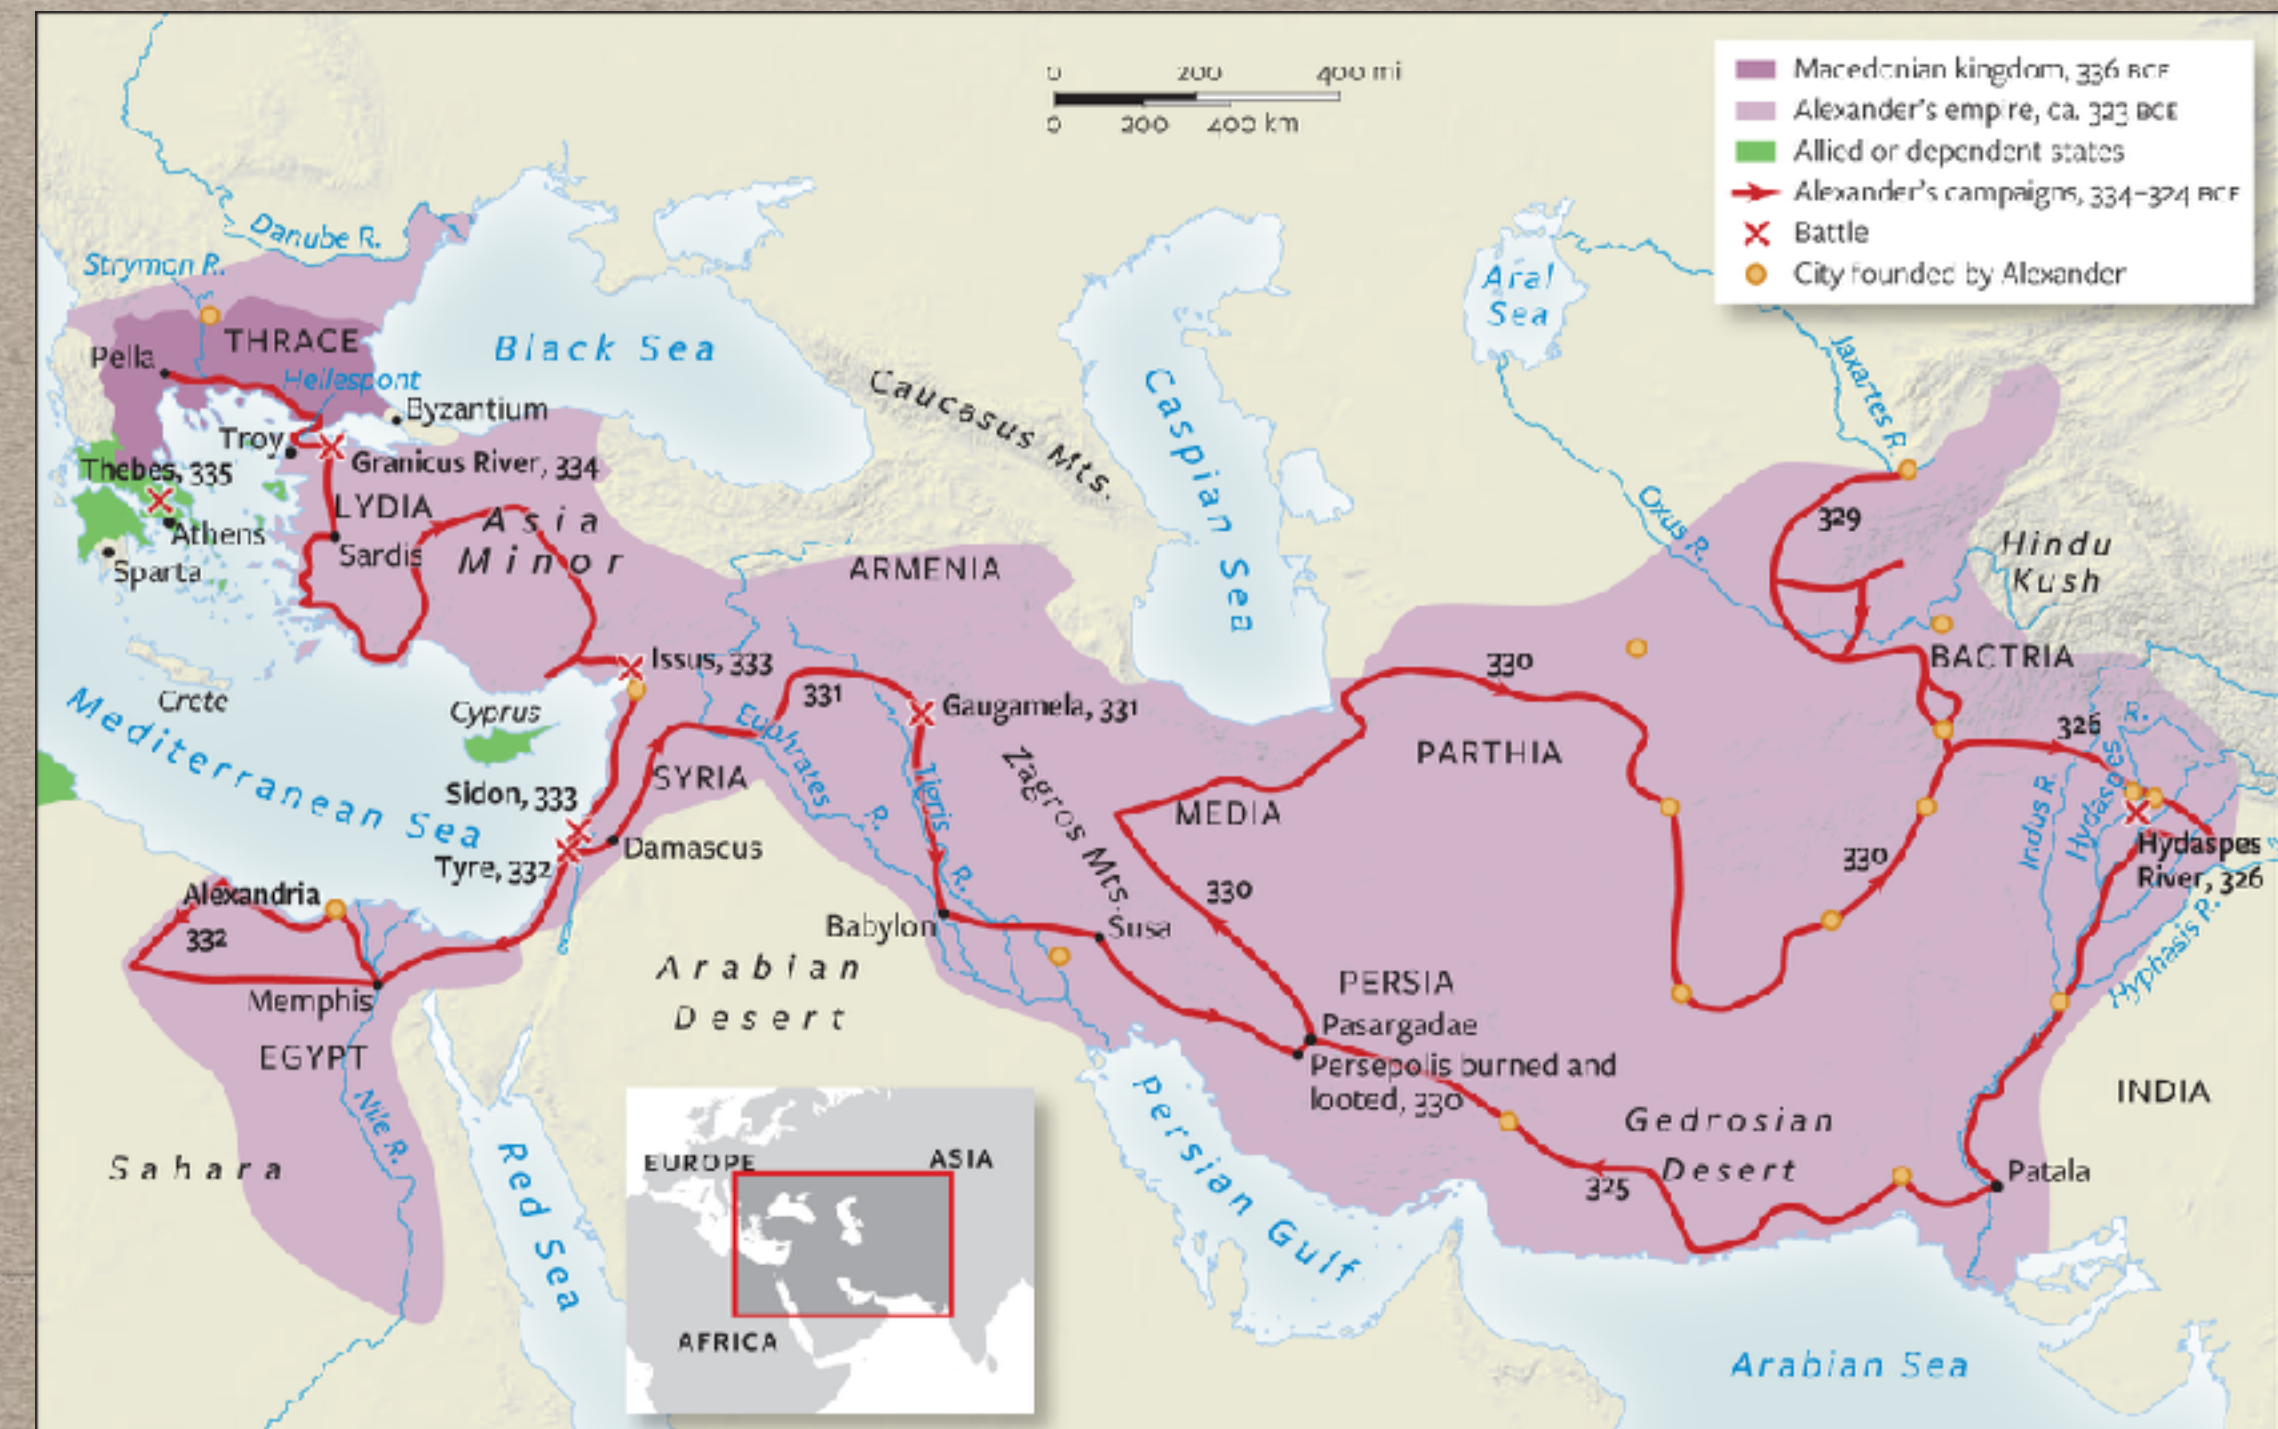 0 200 400 mi
0 200 400 km
Macedonian kingdom, 336 BCE
Alexander's empire, ca. 323 BCE
Allied or dependent states
Alexander's campaigns, 334–324 BCE
Battle
City founded by Alexander
Danube R.
Strymon R.
THRACE
Pella
Hellespont
Byzantium
Black Sea
Caucasus Mts.
Caspian Sea
Aral
Sea
Jaxartes R.
Oxus R.
Troy
Granicus River, 334
Thebes, 335
LYDIA
Athens
Sardis
Sparta
Asia
Minor
ARMENIA
329
Hindu
Kush
BACTRIA
Issus, 333
331
Gaugamela, 331
330
Crete
Cyprus
Mediterranean Sea
Euphrates R.
Tigris R.
Zagros Mts.
PARTHIA
326
Indus R.
Hydaspes R.
Hydaspes
River, 326
Hyphasis R.
SYRIA
Sidon, 333
MEDIA
Tyre, 332
Damascus
330
330
Alexandria
332
Babylon
Susa
Memphis
EGYPT
Nile R.
Sahara
Arabian
Desert
Red Sea
PERSIA
Pasargadae
Persepolis burned and
looted, 330
Persian Gulf
Gedrosian
Desert
325
INDIA
Patala
Arabian Sea
EUROPE
ASIA
AFRICA